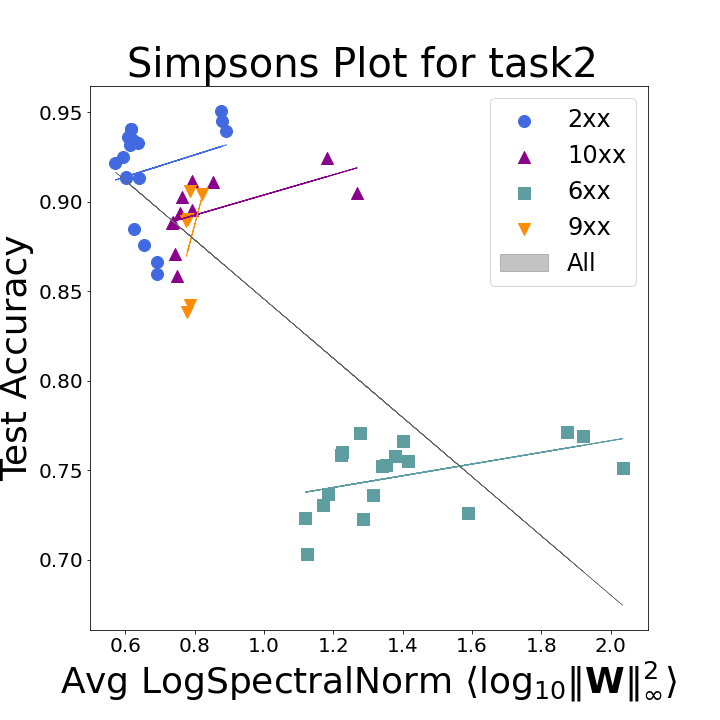 Simpsons Plot for task2
2xx
10xx
6xx
9xx
All
Test Accuracy
0.95
0.90
0.85
0.80
0.75
0.70
0.6 0.8 1.0 1.2 1.4 1.6 1.8 2.0
Avg LogSpectralNorm ⟨log₁₀‖𝐖‖²∞⟩